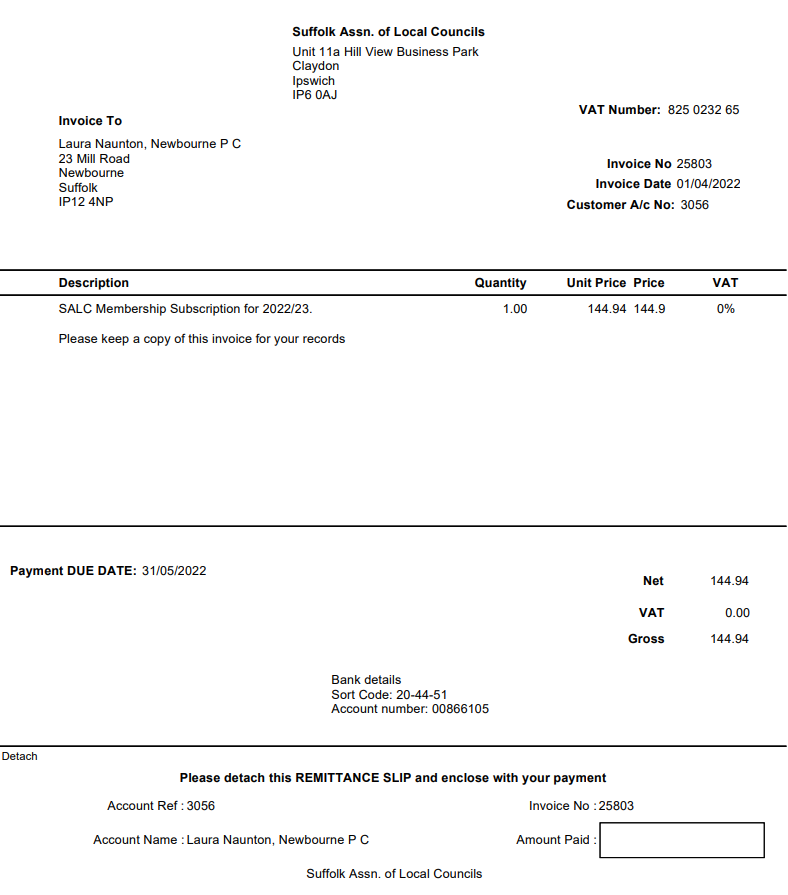 Suffolk Assn. of Local Councils
Unit 11a Hill View Business Park
Claydon
Ipswich
IP6 0AJ
VAT Number: 825 0232 65
Invoice To
Laura Naunton, Newbourne P C
23 Mill Road
Newbourne
Suffolk
IP12 4NP
Invoice No 25803
Invoice Date 01/04/2022
Customer A/c No: 3056
Description Quantity Unit Price Price VAT
SALC Membership Subscription for 2022/23. 1.00 144.94 144.9 0%
Please keep a copy of this invoice for your records
Payment DUE DATE: 31/05/2022
Net 144.94
VAT 0.00
Gross 144.94
Bank details
Sort Code: 20-44-51
Account number: 00866105
Detach
Please detach this REMITTANCE SLIP and enclose with your payment
Account Ref : 3056 Invoice No : 25803
Account Name : Laura Naunton, Newbourne P C Amount Paid :
Suffolk Assn. of Local Councils